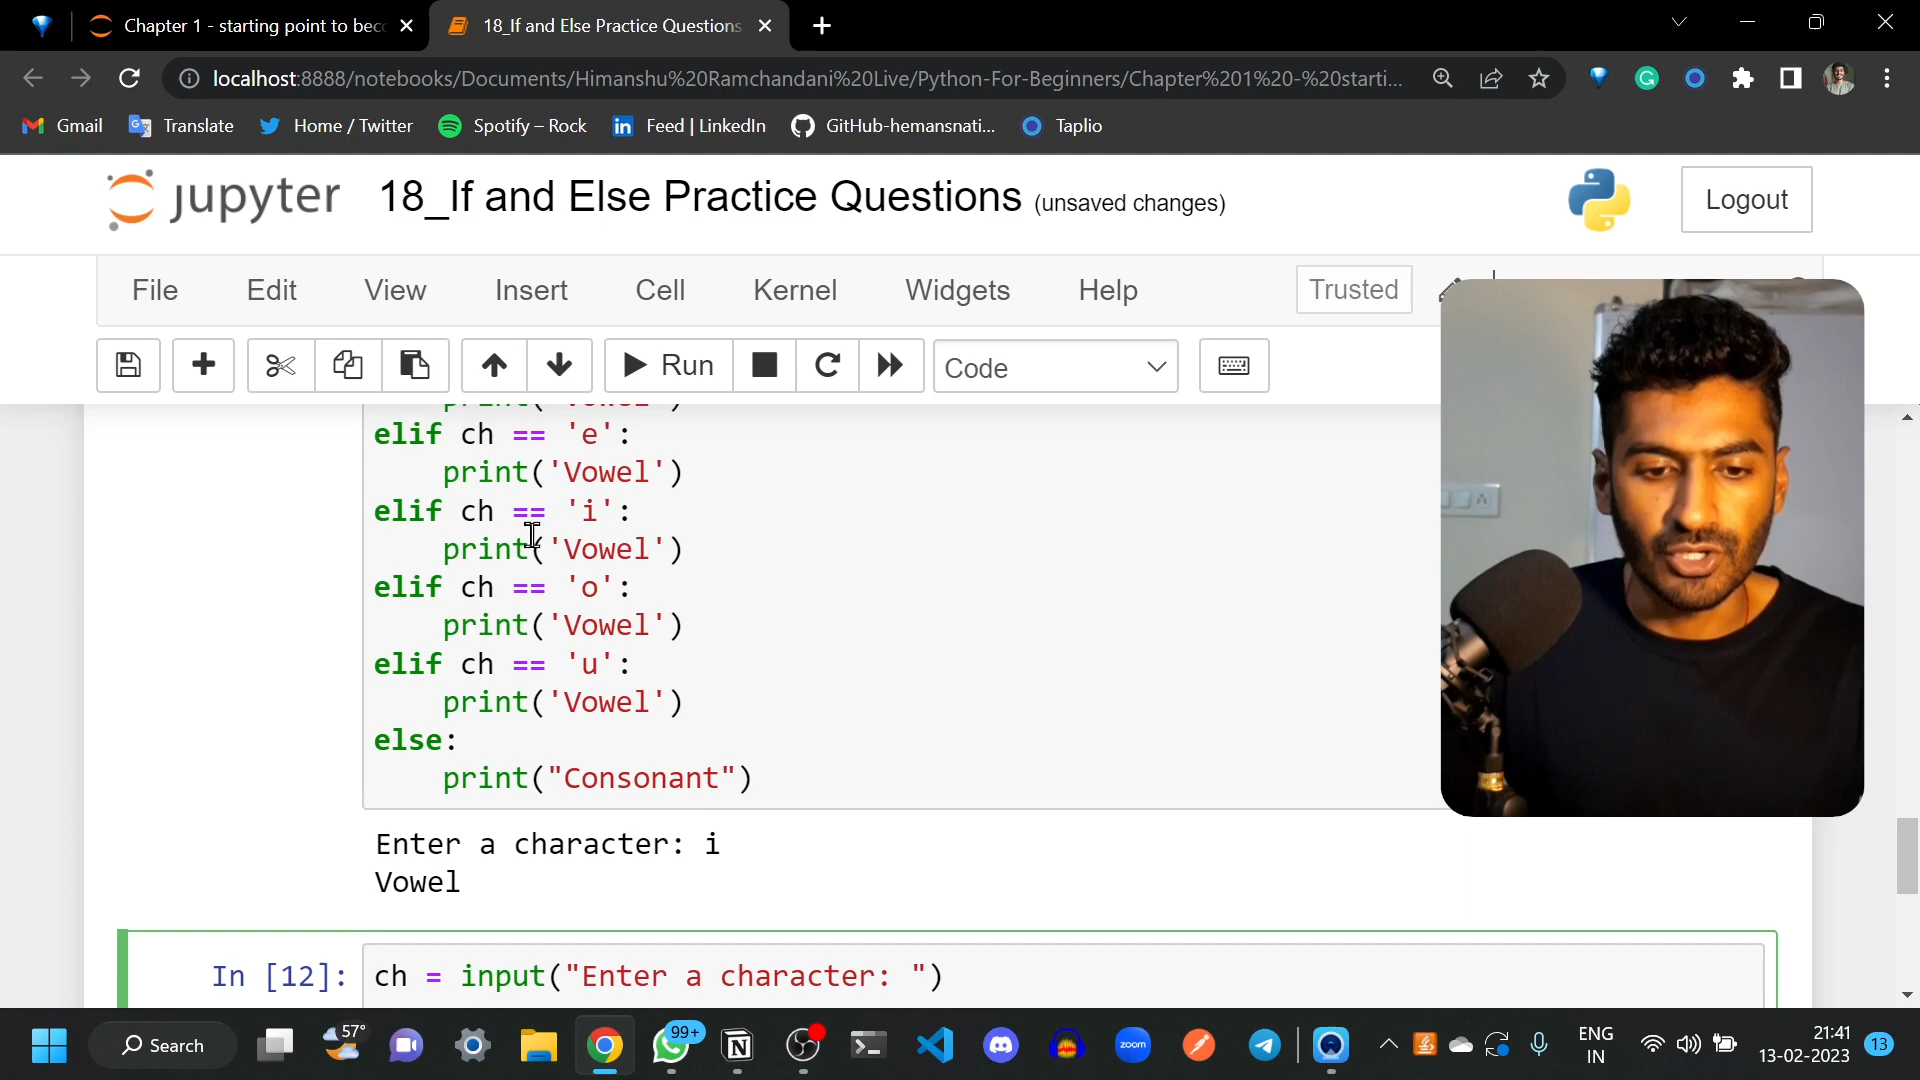 Chapter 1 - starting point to bec
18_If and Else Practice Questions
localhost:8888/notebooks/Documents/Himanshu%20Ramchandani%20Live/Python-For-Beginners/Chapter%201%20-%20starti...
Gmail
Translate
Home / Twitter
Spotify – Rock
Feed | LinkedIn
GitHub-hemansnati...
Taplio
jupyter
18_If and Else Practice Questions (unsaved changes)
Logout
File
Edit
View
Insert
Cell
Kernel
Widgets
Help
Trusted
Run
Code
elif ch == 'e':
print('Vowel')
elif ch == 'i':
print('Vowel')
elif ch == 'o':
print('Vowel')
elif ch == 'u':
print('Vowel')
else:
print("Consonant")
Enter a character: i
Vowel
In [12]: ch = input("Enter a character: ")
Search
57°
99+
zoom
ENG
IN
21:41
13-02-2023
13